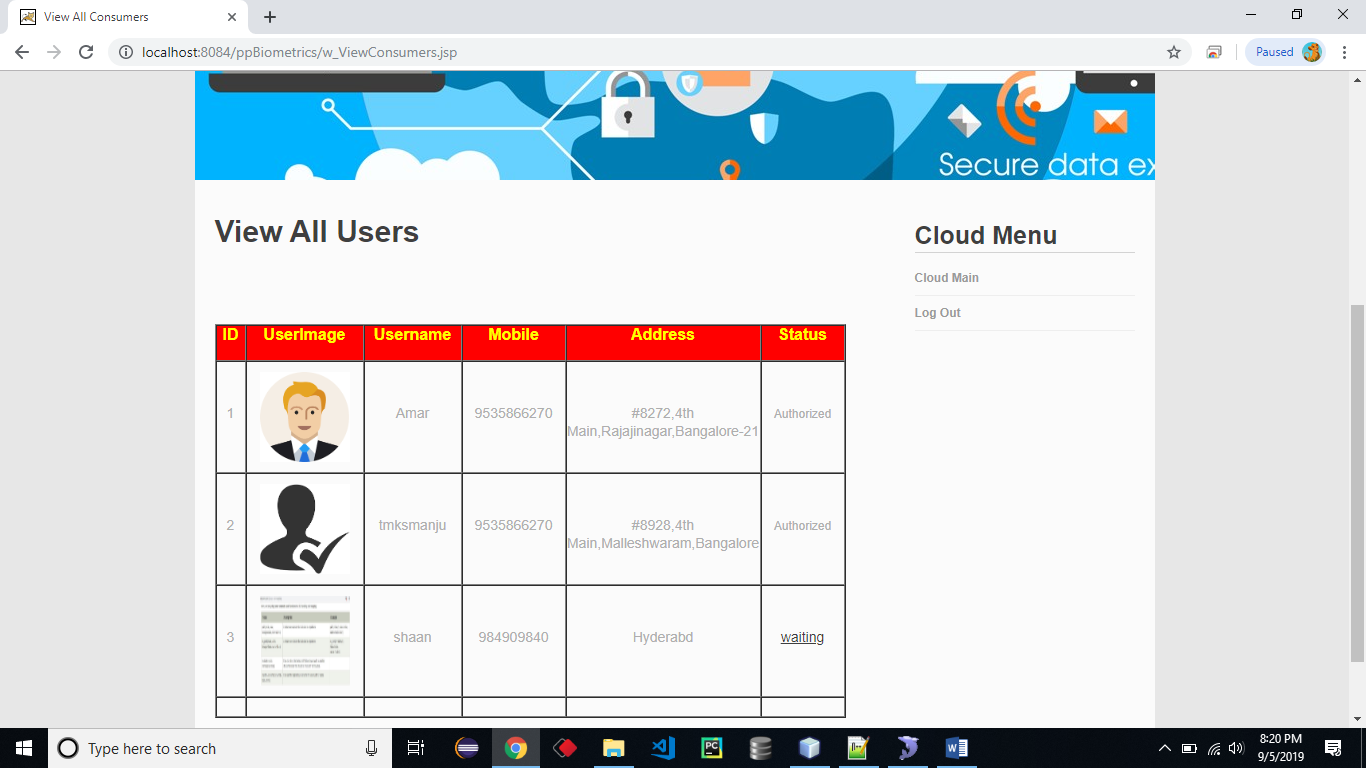 View All Consumers
localhost:8084/ppBiometrics/w_ViewConsumers.jsp
Paused
Secure data ex
View All Users
Cloud Menu
Cloud Main
Log Out
ID UserImage Username Mobile Address Status
1 Amar 9535866270 #8272,4th Main,Rajajinagar,Bangalore-21 Authorized
2 tmksmanju 9535866270 #8928,4th Main,Malleshwaram,Bangalore Authorized
3 shaan 984909840 Hyderabd waiting
Type here to search
PC
8:20 PM
9/5/2019